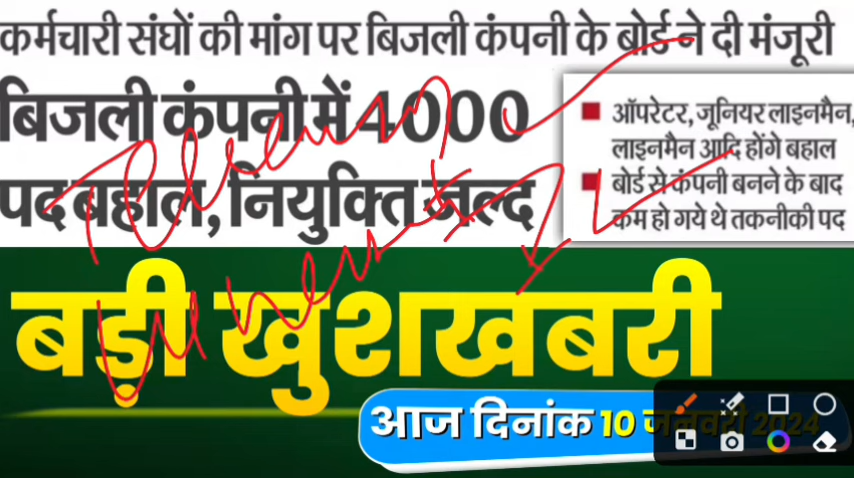 कर्मचारी संघों की मांग पर बिजली कंपनी के बोर्ड ने दी मंजूरी
बिजली कंपनी में 4000
पद बहाल, नियुक्ति जल्द
ऑपरेटर, जूनियर लाइनमैन,
लाइनमैन आदि होंगे बहाल
बोर्ड से कंपनी बनने के बाद
कम हो गये थे तकनीकी पद
बड़ी खुशखबरी
आज दिनांक 10 जनवरी 2024